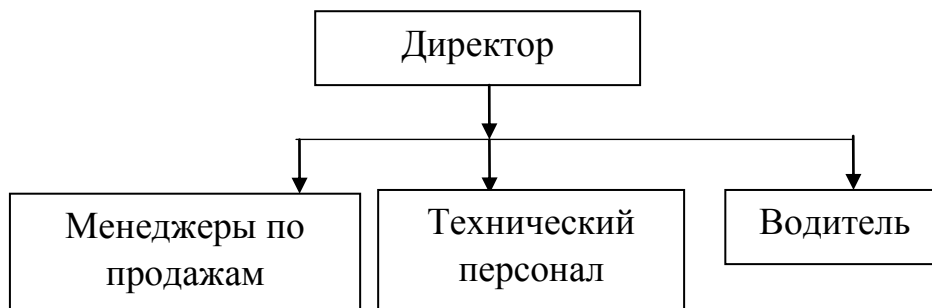 Директор
Менеджеры по
продажам
Технический
персонал
Водитель